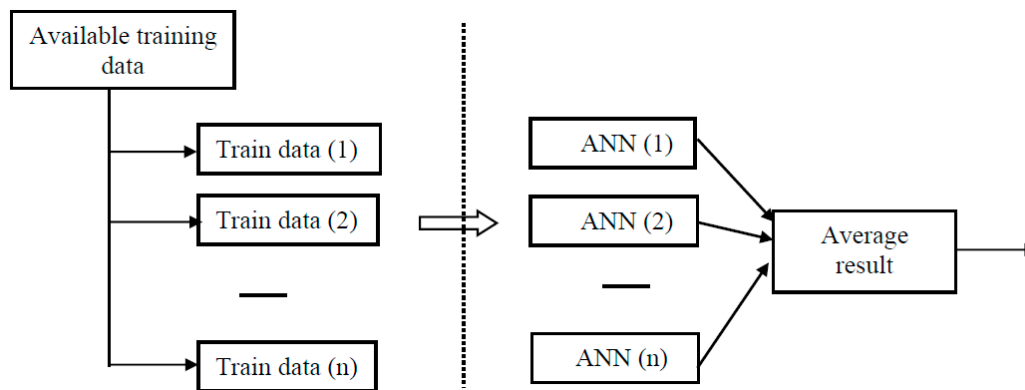 Available training
data
Train data (1)
Train data (2)
Train data (n)
ANN (1)
ANN (2)
ANN (n)
Average
result